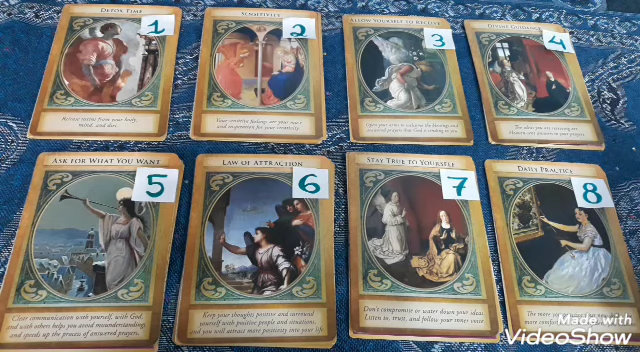 DETOX TIME
1
Release toxins from your body,
mind, and diet.
SENSITIVITY
2
Your sensitive feelings are your muse
and inspiration for your creativity.
ALLOW YOURSELF TO RECEIVE
3
Open your arms to welcome the blessings and
answered prayers that God is sending to you.
DIVINE GUIDANCE
4
The ideas you are receiving are
Heaven-sent answers to your prayers.
ASK FOR WHAT YOU WANT
5
Clear communication with yourself, with God,
and with others helps you avoid misunderstandings
and speeds up the process of answered prayers.
LAW OF ATTRACTION
6
Keep your thoughts positive and surround
yourself with positive people and situations,
and you will attract more positivity into your life
STAY TRUE TO YOURSELF
7
Don't compromise or water down your ideas.
Listen to, trust, and follow your inner voice
DAILY PRACTICE
8
The more you
more
Made with
VideoShow